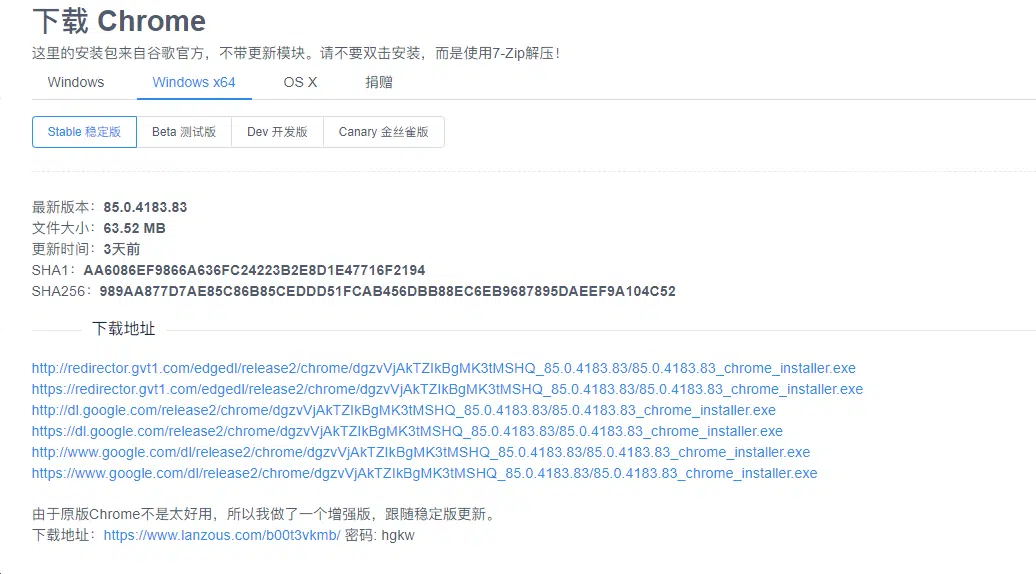 下载 Chrome
这里的安装包来自谷歌官方，不带更新模块。请不要双击安装，而是使用7-Zip解压！
Windows Windows x64 OS X 捐赠
Stable 稳定版 Beta 测试版 Dev 开发版 Canary 金丝雀版
最新版本：85.0.4183.83
文件大小：63.52 MB
更新时间：3天前
SHA1：AA6086EF9866A636FC24223B2E8D1E47716F2194
SHA256：989AA877D7AE85C86B85CEDDD51FCAB456DBB88EC6EB9687895DAEEF9A104C52
下载地址
http://redirector.gvt1.com/edgedl/release2/chrome/dgzvVjAkTZIkBgMK3tMSHQ_85.0.4183.83/85.0.4183.83_chrome_installer.exe
https://redirector.gvt1.com/edgedl/release2/chrome/dgzvVjAkTZIkBgMK3tMSHQ_85.0.4183.83/85.0.4183.83_chrome_installer.exe
http://dl.google.com/release2/chrome/dgzvVjAkTZIkBgMK3tMSHQ_85.0.4183.83/85.0.4183.83_chrome_installer.exe
https://dl.google.com/release2/chrome/dgzvVjAkTZIkBgMK3tMSHQ_85.0.4183.83/85.0.4183.83_chrome_installer.exe
http://www.google.com/dl/release2/chrome/dgzvVjAkTZIkBgMK3tMSHQ_85.0.4183.83/85.0.4183.83_chrome_installer.exe
https://www.google.com/dl/release2/chrome/dgzvVjAkTZIkBgMK3tMSHQ_85.0.4183.83/85.0.4183.83_chrome_installer.exe
由于原版Chrome不是太好用，所以我做了一个增强版，跟随稳定版更新。
下载地址：https://www.lanzous.com/b00t3vkmb/ 密码: hgkw